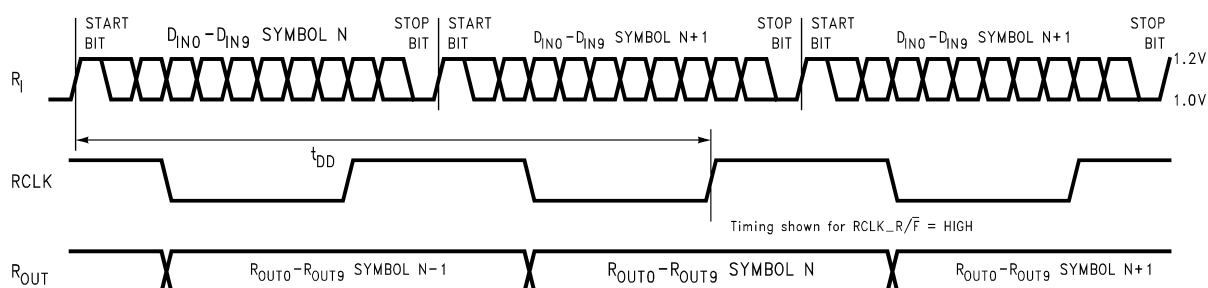 START BIT
D_IN0–D_IN9 SYMBOL N
STOP BIT
START BIT
D_IN0–D_IN9 SYMBOL N+1
STOP BIT
START BIT
D_IN0–D_IN9 SYMBOL N+1
STOP BIT
R_I
1.2V
1.0V
t_DD
RCLK
Timing shown for RCLK_R/F̅ = HIGH
R_OUT
R_OUT0–R_OUT9 SYMBOL N–1
R_OUT0–R_OUT9 SYMBOL N
R_OUT0–R_OUT9 SYMBOL N+1